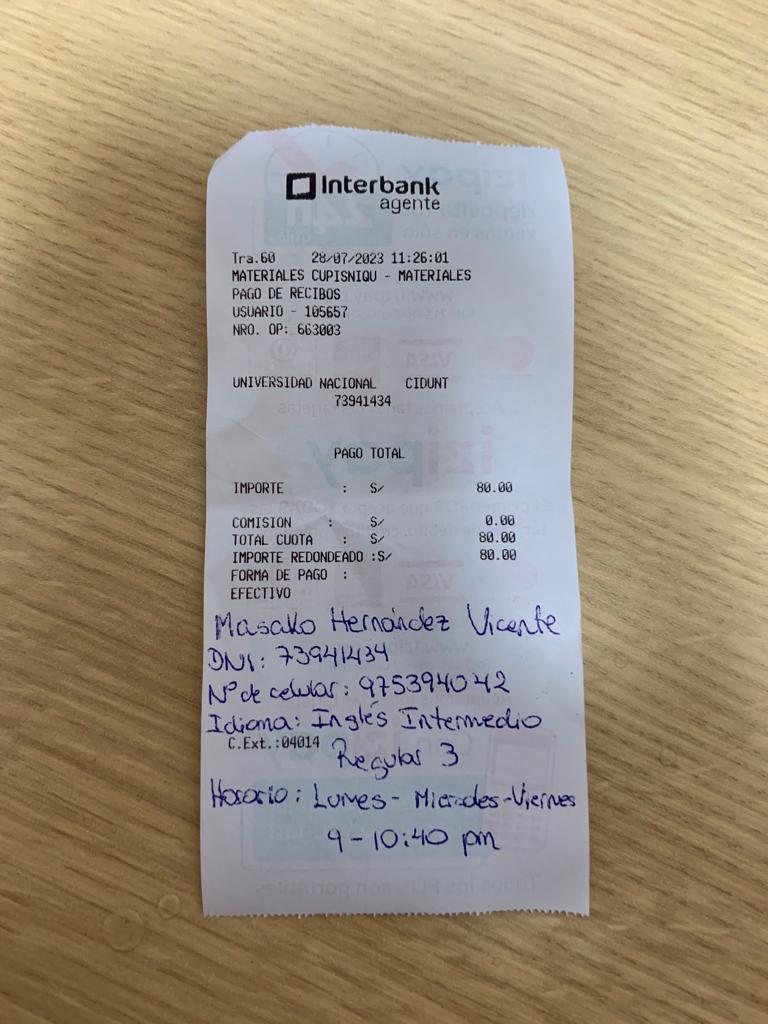 Interbank
agente
Tra.60 28/07/2023 11:26:01
MATERIALES CUPISNIQU - MATERIALES
PAGO DE RECIBOS
USUARIO - 105657
NRO. OP: 663003
UNIVERSIDAD NACIONAL CIDUNT
73941434
PAGO TOTAL
IMPORTE : S/ 80.00
COMISION : S/ 0.00
TOTAL CUOTA : S/ 80.00
IMPORTE REDONDEADO :S/ 80.00
FORMA DE PAGO :
EFECTIVO
Masako Hernández Vicente
DNI: 73941434
N° de celular: 975394042
Idioma: Inglés Intermedio
C.Ext.:04014
Regular 3
Horario: Lunes - Miercoles - Viernes
9 - 10:40 pm